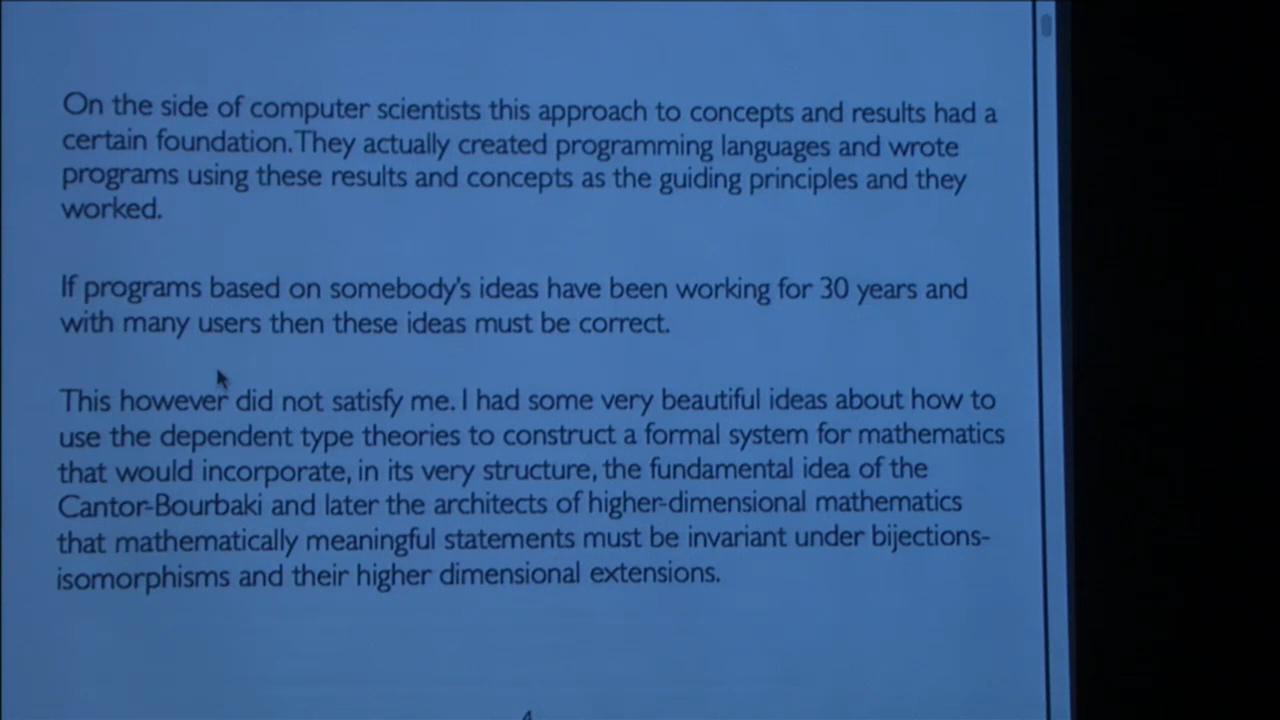 On the side of computer scientists this approach to concepts and results had a
certain foundation. They actually created programming languages and wrote
programs using these results and concepts as the guiding principles and they
worked.
If programs based on somebody's ideas have been working for 30 years and
with many users then these ideas must be correct.
This however did not satisfy me. I had some very beautiful ideas about how to
use the dependent type theories to construct a formal system for mathematics
that would incorporate, in its very structure, the fundamental idea of the
Cantor-Bourbaki and later the architects of higher-dimensional mathematics
that mathematically meaningful statements must be invariant under bijections-
isomorphisms and their higher dimensional extensions.